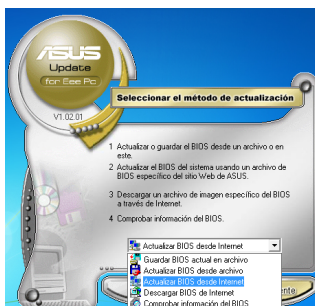 ASUS
Update
for Eee Pc
V1.02.01
Seleccionar el método de actualización
1 Actualizar o guardar el BIOS desde un archivo o en
este.
2 Actualizar el BIOS del sistema usando un archivo de
BIOS específico del sitio Web de ASUS.
3 Descargar un archivo de imagen específico del BIOS
a través de Internet.
4 Comprobar información del BIOS.
Actualizar BIOS desde Internet
Guardar BIOS actual en archivo
Actualizar BIOS desde archivo
Actualizar BIOS desde Internet
Descargar BIOS de Internet
Comprobar información del BIOS